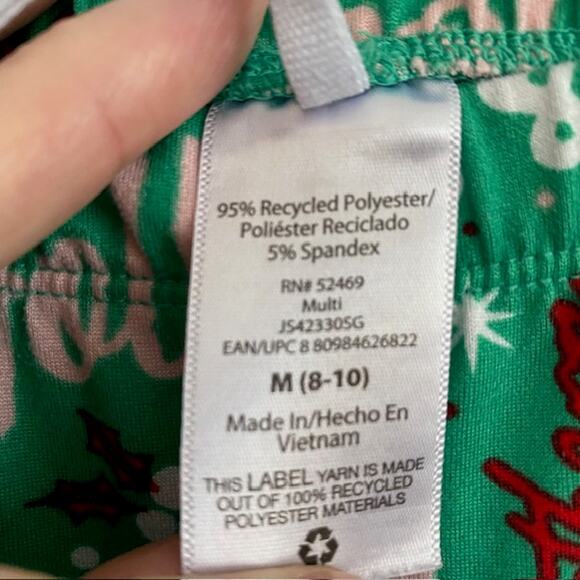 95% Recycled Polyester/
Poliéster Reciclado
5% Spandex
RN# 52469
Multi
JS42330SG
EAN/UPC 8 80984626822
M (8-10)
Made In/Hecho En
Vietnam
THIS LABEL YARN IS MADE
OUT OF 100% RECYCLED
POLYESTER MATERIALS